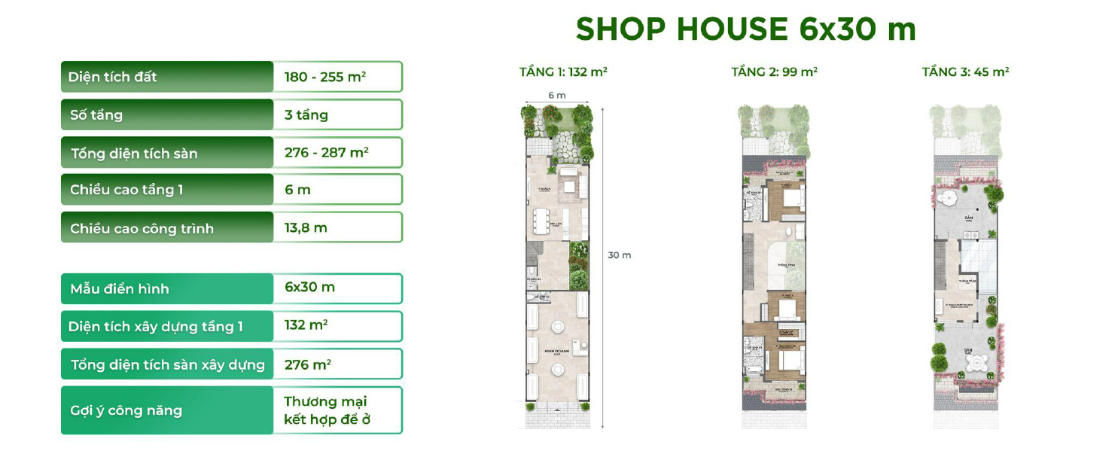 SHOP HOUSE 6x30 m
Diện tích đất 180 - 255 m²
Số tầng 3 tầng
Tổng diện tích sàn 276 - 287 m²
Chiều cao tầng 1 6 m
Chiều cao công trình 13,8 m
Mẫu điển hình 6x30 m
Diện tích xây dựng tầng 1 132 m²
Tổng diện tích sàn xây dựng 276 m²
Gợi ý công năng Thương mại
kết hợp để ở
TẦNG 1: 132 m²
6 m
30 m
TẦNG 2: 99 m²
TẦNG 3: 45 m²
SÂN
SÂN